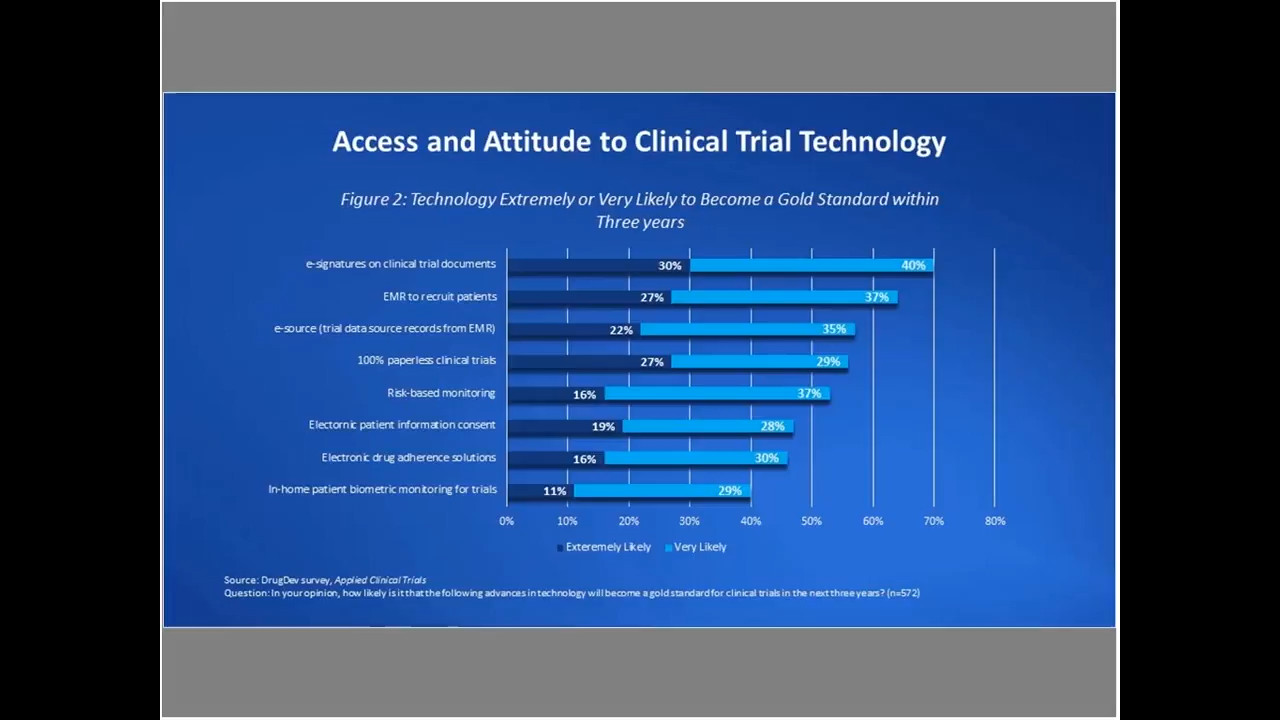 Access and Attitude to Clinical Trial Technology
Figure 2: Technology Extremely or Very Likely to Become a Gold Standard within
Three years
e-signatures on clinical trial documents 30% 40%
EMR to recruit patients 27% 37%
e-source (trial data source records from EMR) 22% 35%
100% paperless clinical trials 27% 29%
Risk-based monitoring 16% 37%
Electornic patient information consent 19% 28%
Electronic drug adherence solutions 16% 30%
In-home patient biometric monitoring for trials 11% 29%
0% 10% 20% 30% 40% 50% 60% 70% 80%
Exteremely Likely Very Likely
Source: DrugDev survey, Applied Clinical Trials
Question: In your opinion, how likely is it that the following advances in technology will become a gold standard for clinical trials in the next three years? (n=572)